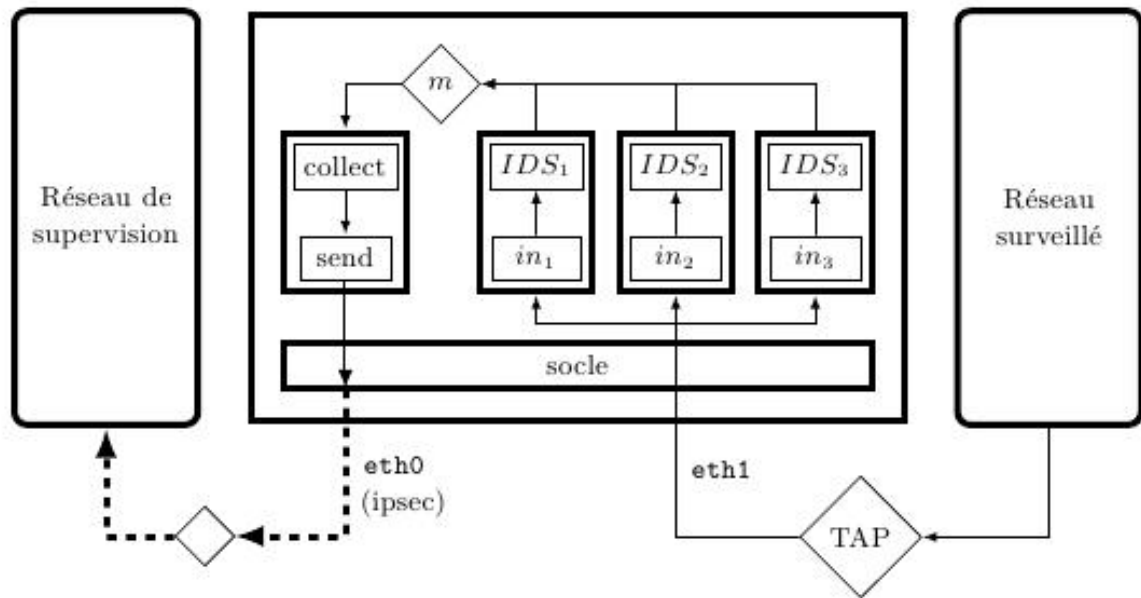 Réseau de
supervision
m
collect
send
IDS₁
IDS₂
IDS₃
in₁
in₂
in₃
socle
eth0
(ipsec)
eth1
TAP
Réseau
surveillé